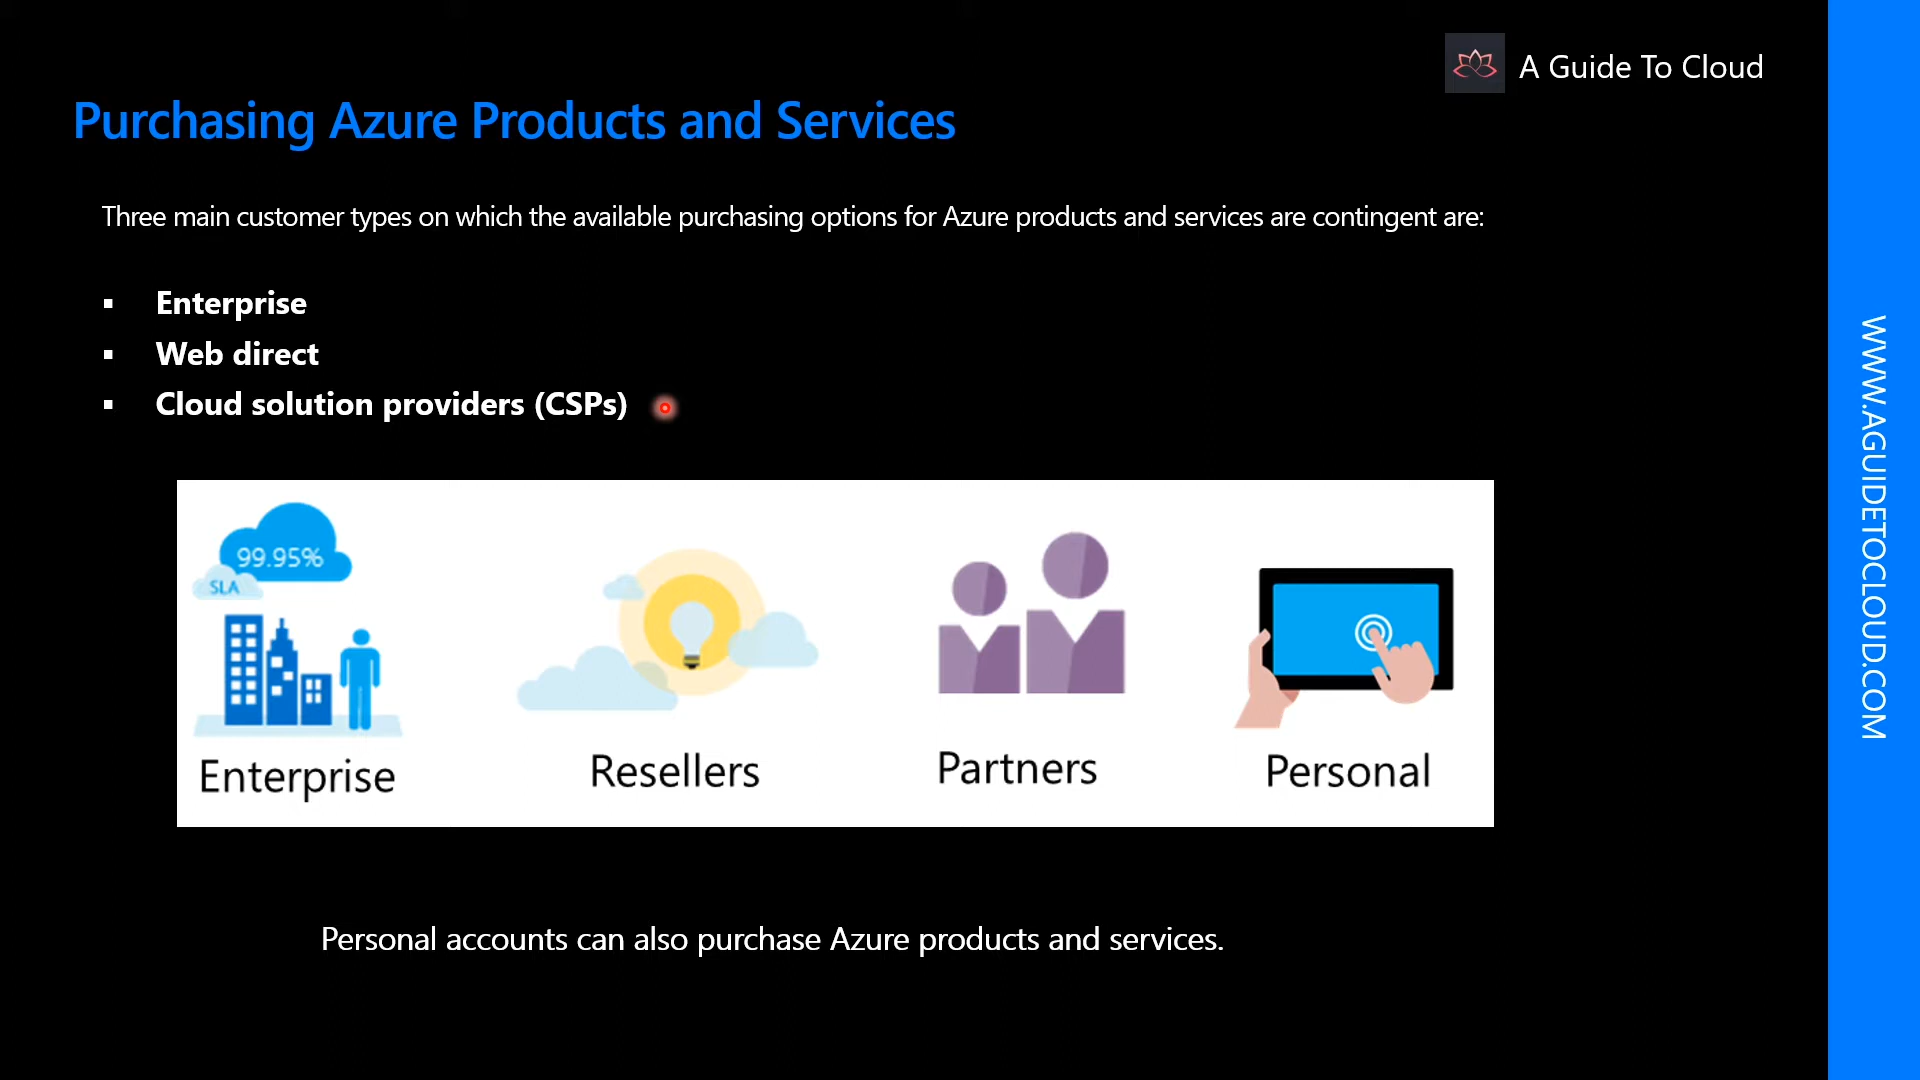 A Guide To Cloud
Purchasing Azure Products and Services
Three main customer types on which the available purchasing options for Azure products and services are contingent are:
▪ Enterprise
▪ Web direct
▪ Cloud solution providers (CSPs)
99.95%
SLA
Enterprise
Resellers
Partners
Personal
Personal accounts can also purchase Azure products and services.
WWW.AGUIDETOCLOUD.COM